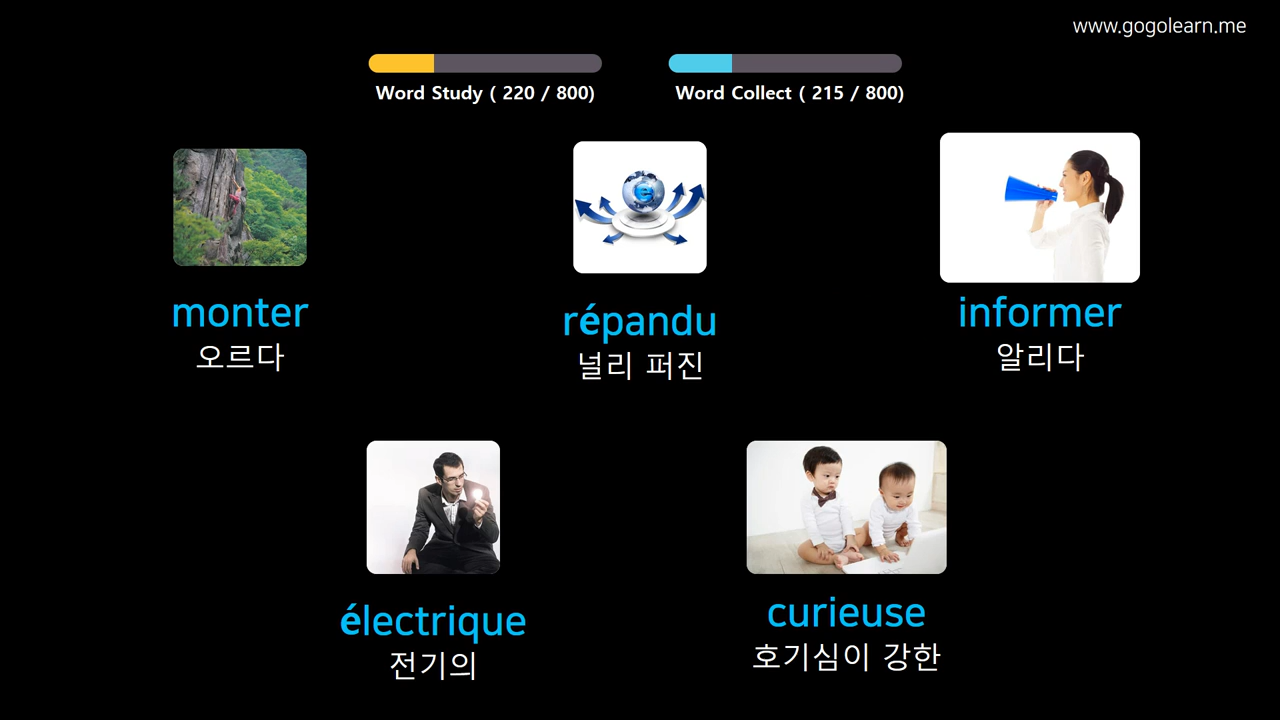 www.gogolearn.me
Word Study ( 220 / 800)
Word Collect ( 215 / 800)
monter
오르다
répandu
널리 퍼진
informer
알리다
électrique
전기의
curieuse
호기심이 강한